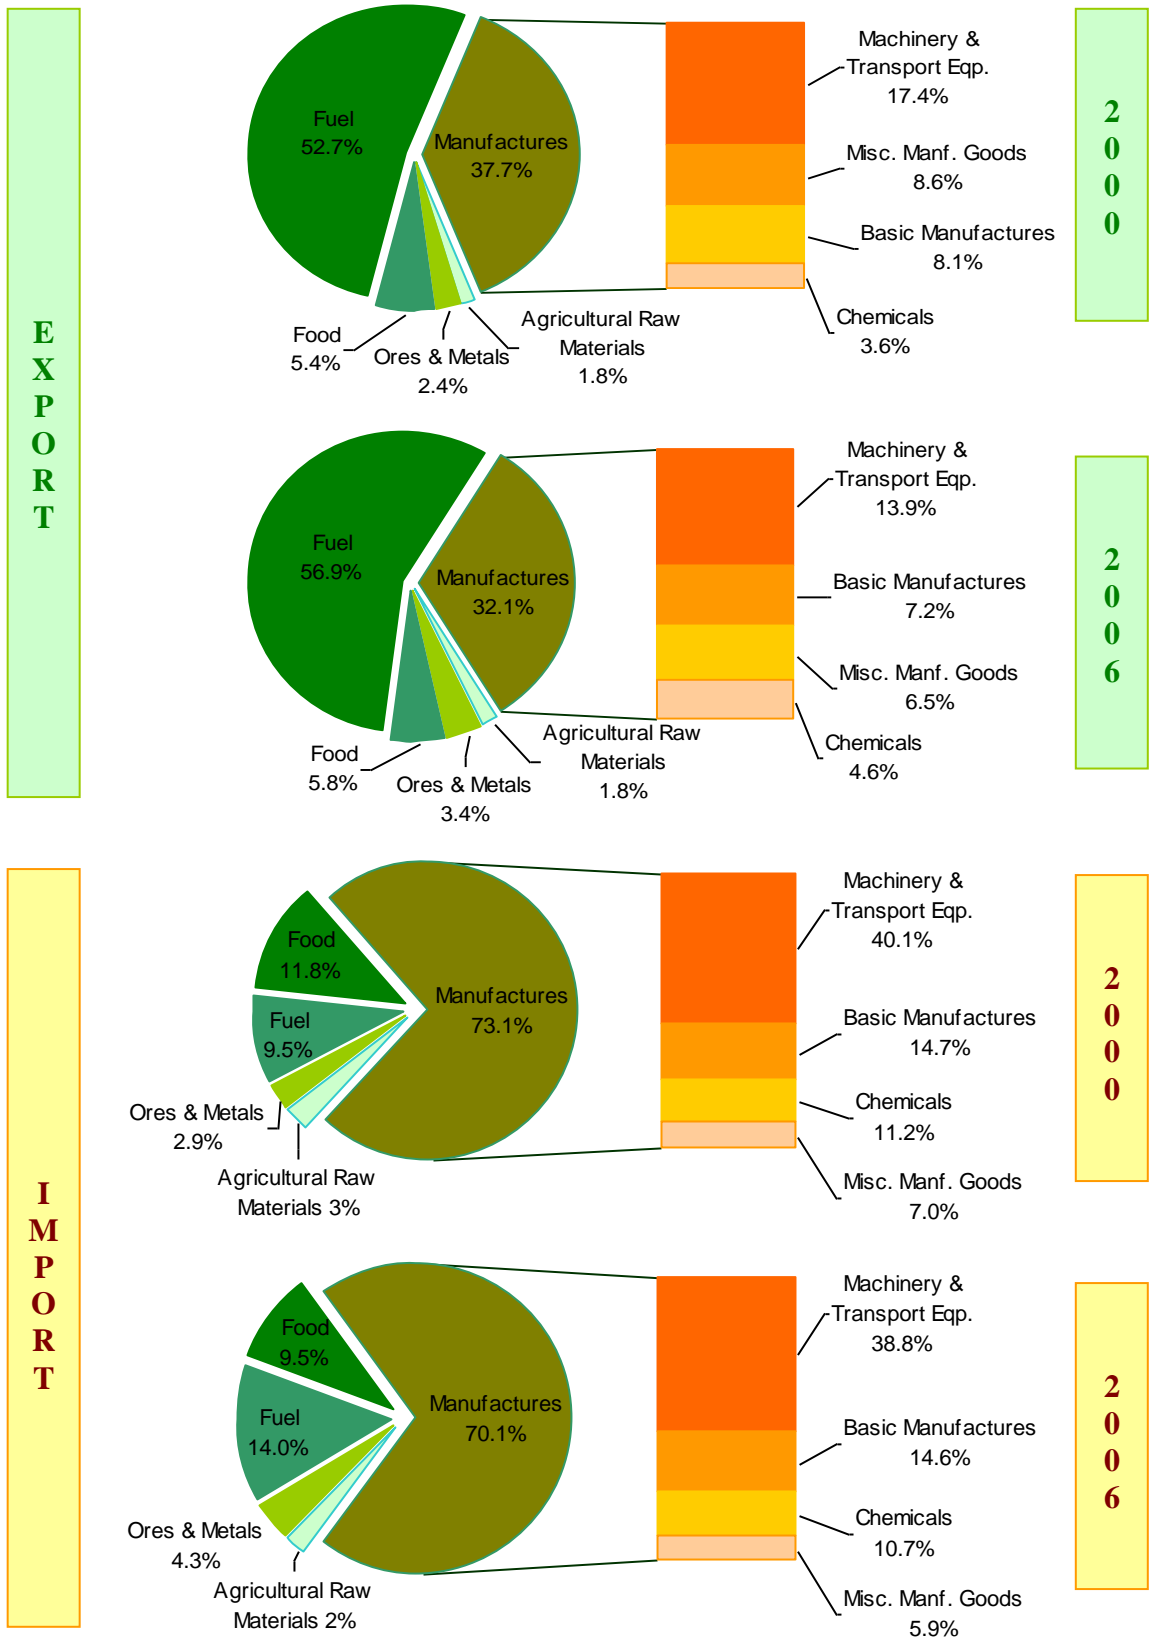 EXPORT
2000
Fuel
52.7%
Manufactures
37.7%
Food
5.4%
Ores & Metals
2.4%
Agricultural Raw
Materials
1.8%
Machinery &
Transport Eqp.
17.4%
Misc. Manf. Goods
8.6%
Basic Manufactures
8.1%
Chemicals
3.6%
2006
Fuel
56.9%
Manufactures
32.1%
Food
5.8%
Ores & Metals
3.4%
Agricultural Raw
Materials
1.8%
Machinery &
Transport Eqp.
13.9%
Basic Manufactures
7.2%
Misc. Manf. Goods
6.5%
Chemicals
4.6%
IMPORT
2000
Food
11.8%
Fuel
9.5%
Manufactures
73.1%
Ores & Metals
2.9%
Agricultural Raw
Materials 3%
Machinery &
Transport Eqp.
40.1%
Basic Manufactures
14.7%
Chemicals
11.2%
Misc. Manf. Goods
7.0%
2006
Food
9.5%
Fuel
14.0%
Manufactures
70.1%
Ores & Metals
4.3%
Agricultural Raw
Materials 2%
Machinery &
Transport Eqp.
38.8%
Basic Manufactures
14.6%
Chemicals
10.7%
Misc. Manf. Goods
5.9%